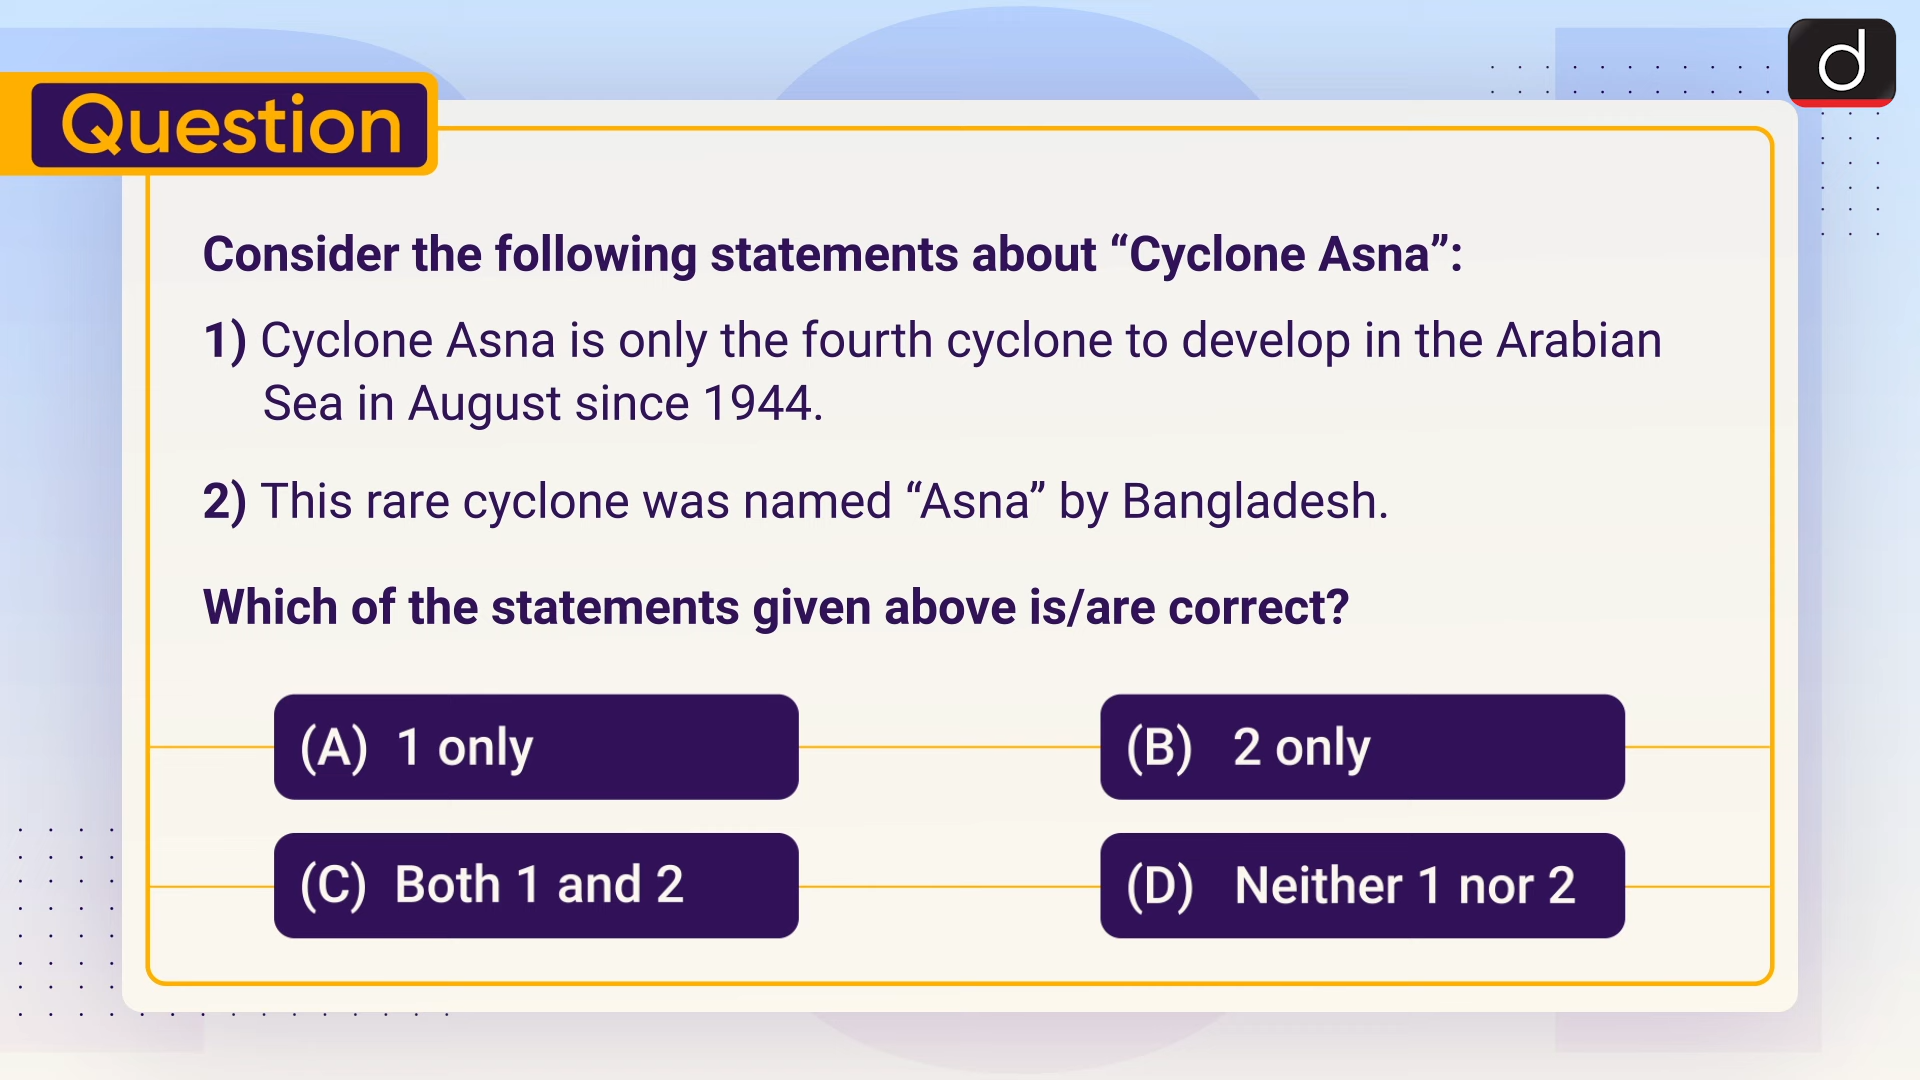 Question
Consider the following statements about “Cyclone Asna”:
1) Cyclone Asna is only the fourth cyclone to develop in the Arabian
Sea in August since 1944.
2) This rare cyclone was named “Asna” by Bangladesh.
Which of the statements given above is/are correct?
(A) 1 only
(B) 2 only
(C) Both 1 and 2
(D) Neither 1 nor 2
d